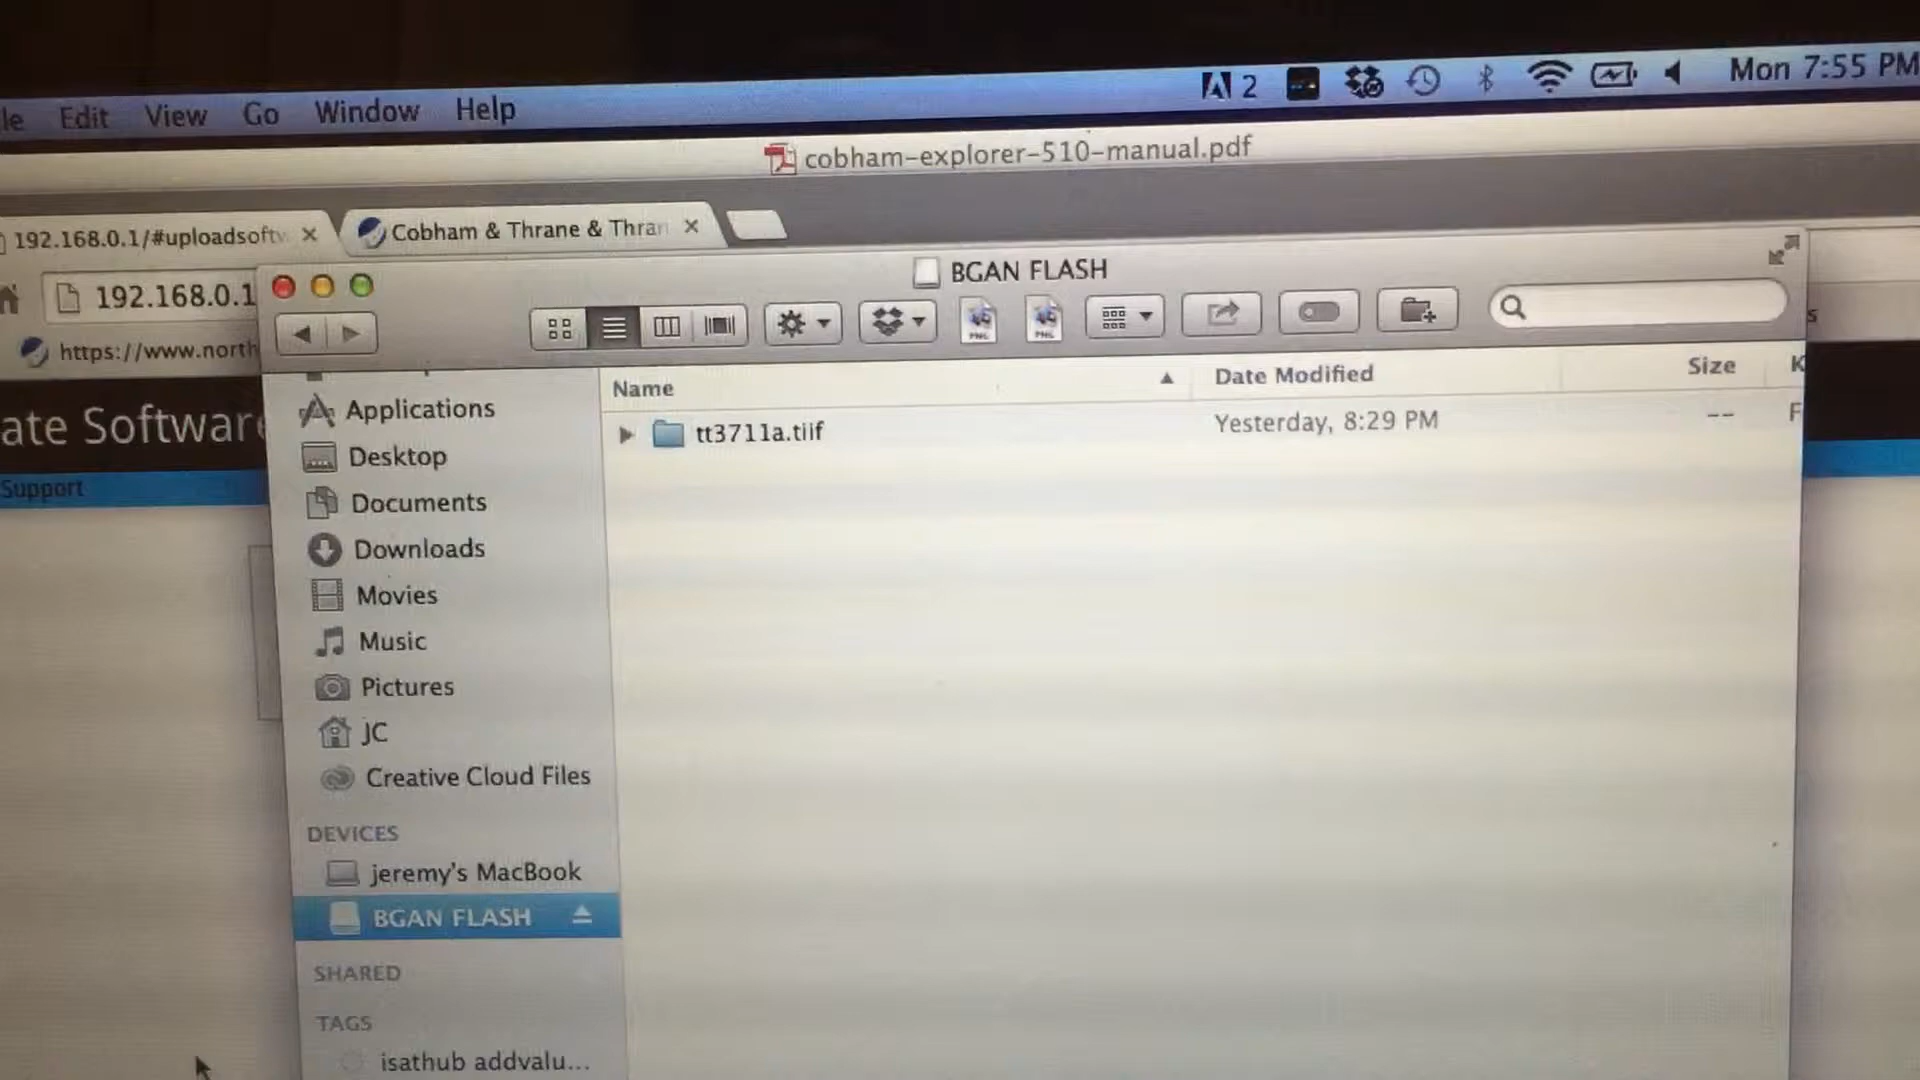 le Edit View Go Window Help
2 Mon 7:55 PM
cobham-explorer-510-manual.pdf
192.168.0.1/#uploadsoftw
Cobham & Thrane & Thran
192.168.0.1
https://www.north
BGAN FLASH
Name Date Modified Size K
tt3711a.tiif Yesterday, 8:29 PM -- F
ate Software
Support
Applications
Desktop
Documents
Downloads
Movies
Music
Pictures
JC
Creative Cloud Files
DEVICES
jeremy's MacBook
BGAN FLASH
SHARED
TAGS
isathub addvalu...